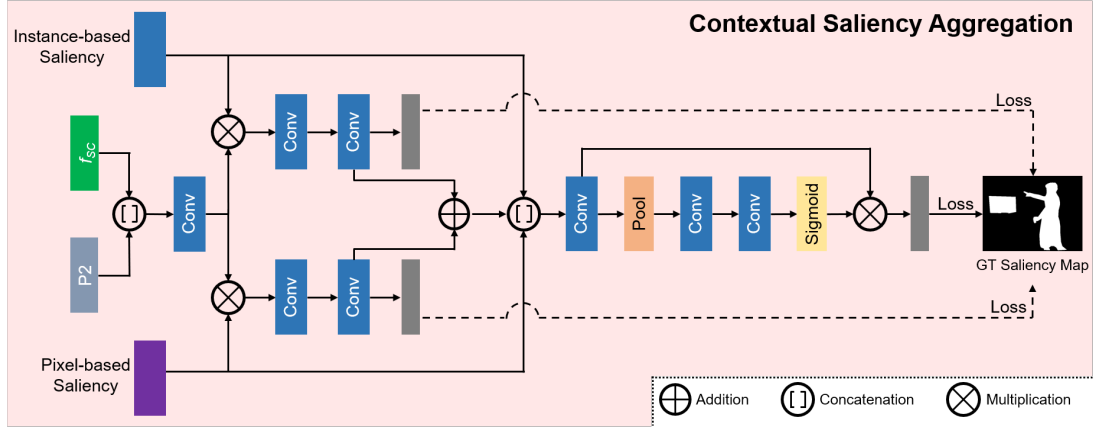 Contextual Saliency Aggregation
Instance-based
Saliency
Loss
Conv
Conv
f_sc
[ ]
Conv
[ ]
Conv
Pool
Conv
Conv
Sigmoid
Loss
GT Saliency Map
P2
Conv
Conv
Loss
Pixel-based
Saliency
Addition
[ ] Concatenation
Multiplication